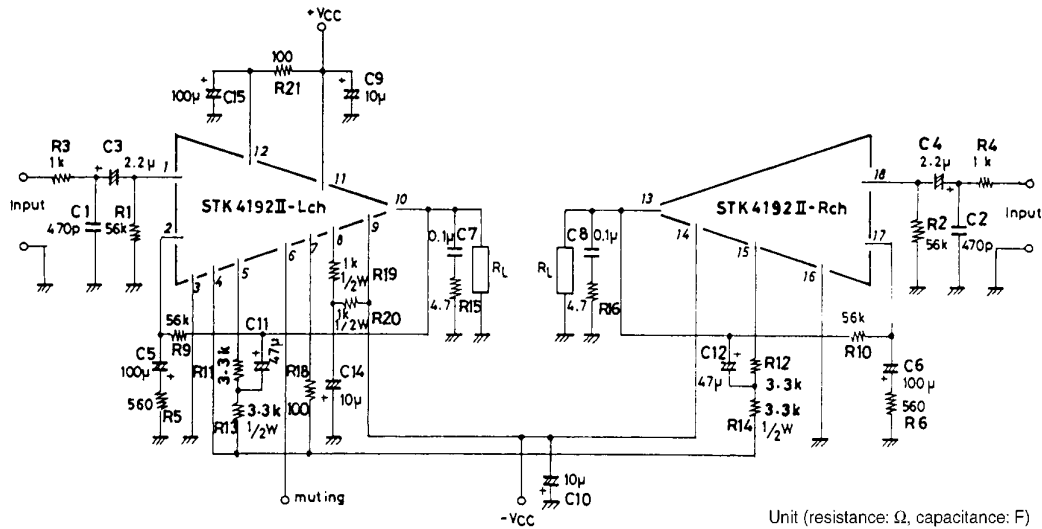 +VCC
100
R21
100µ
C15
C9
10µ
R3
1k
C3
2.2µ
1
12
11
10
Input
C1
470p
R1
56k
2
STK4192II-Lch
3
4
5
6
7
8
9
0.1µ
C7
RL
4.7
R15
1k
1/2W
R19
1k
1/2W
R20
56k
R9
C5
100µ
560
R5
R11
3.3k
C11
47µ
R13
3.3k
1/2W
R18
100
C14
10µ
muting
-VCC
10µ
C10
13
STK4192II-Rch
14
15
16
17
18
C8
0.1µ
RL
4.7
R16
C4
2.2µ
R4
1k
Input
R2
56k
C2
470p
56k
R10
C12
47µ
R12
3.3k
3.3k
R14
1/2W
C6
100µ
560
R6
Unit (resistance: Ω, capacitance: F)